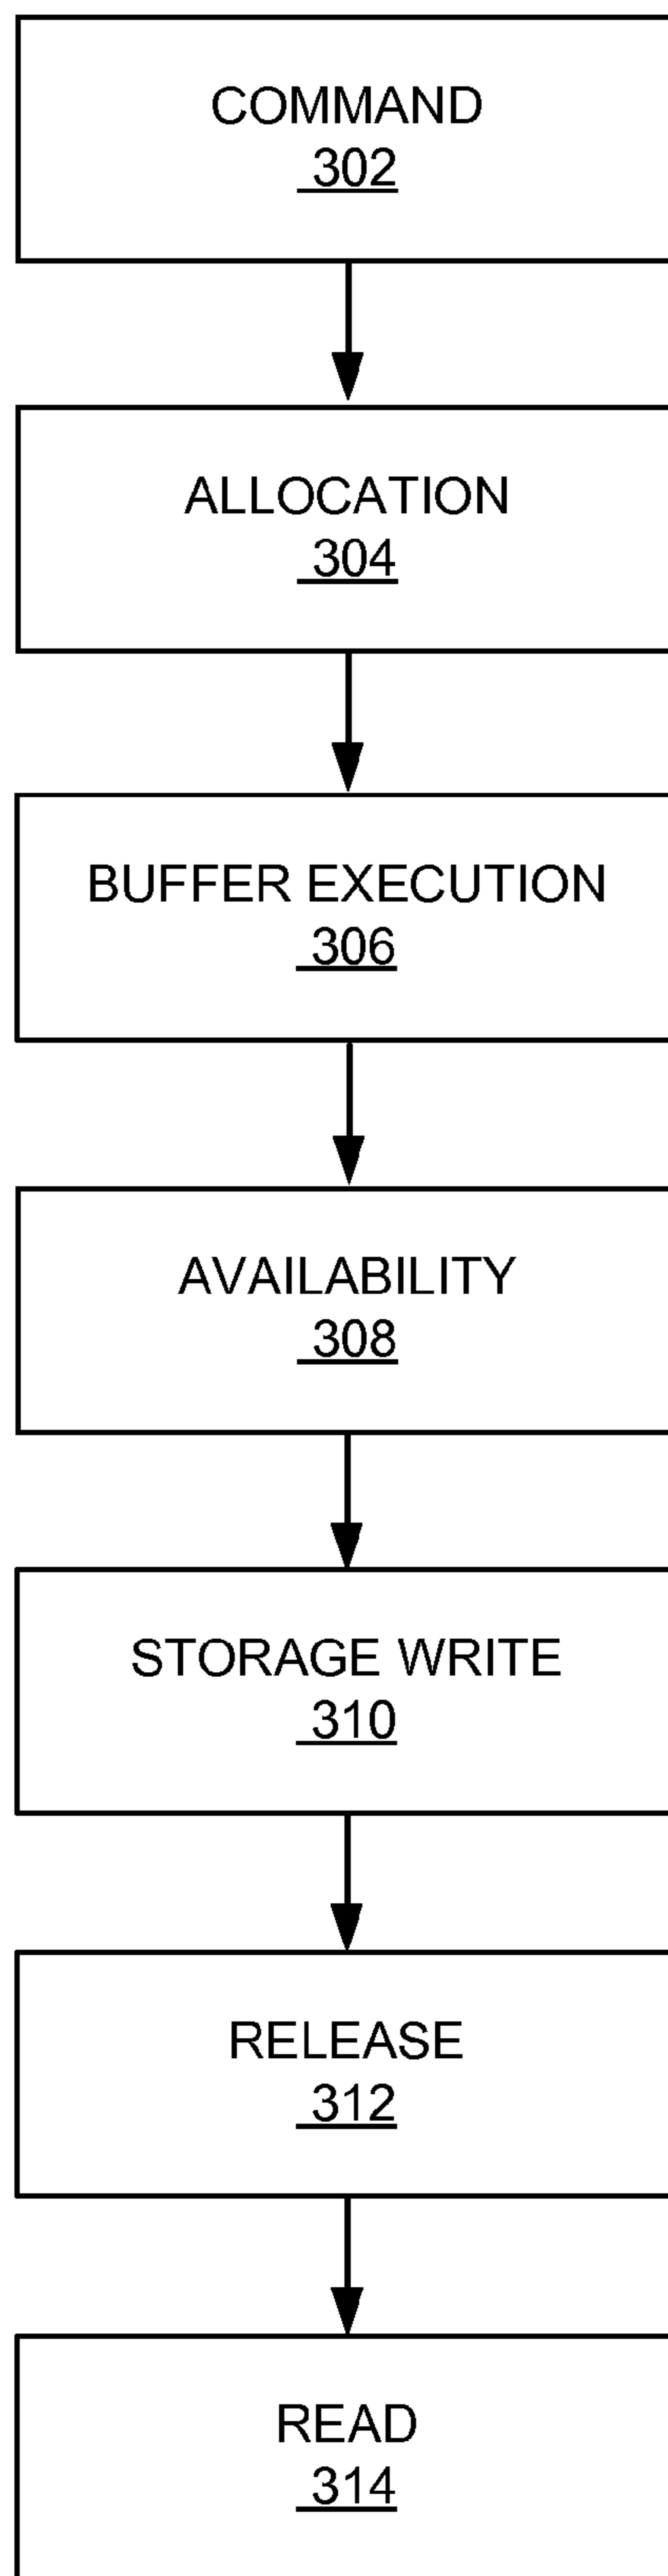 COMMAND
302
ALLOCATION
304
BUFFER EXECUTION
306
AVAILABILITY
308
STORAGE WRITE
310
RELEASE
312
READ
314